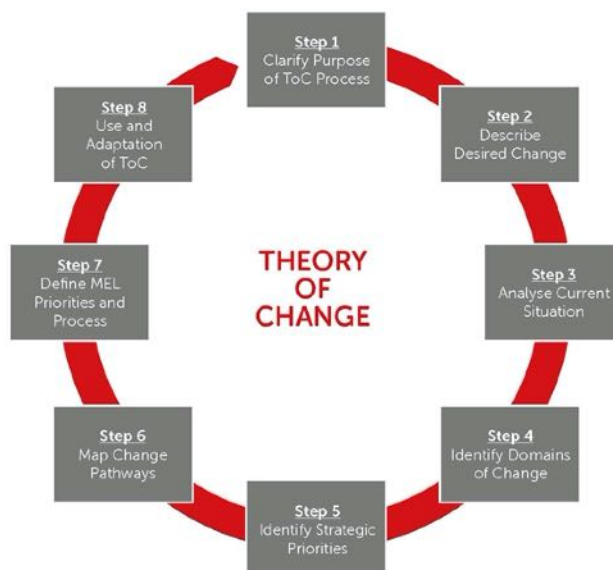 Step 1
Clarify Purpose
of ToC Process
Step 2
Describe
Desired Change
Step 3
Analyse Current
Situation
Step 4
Identify Domains
of Change
Step 5
Identify Strategic
Priorities
Step 6
Map Change
Pathways
Step 7
Define MEL
Priorities and
Process
Step 8
Use and
Adaptation
of ToC
THEORY
OF
CHANGE